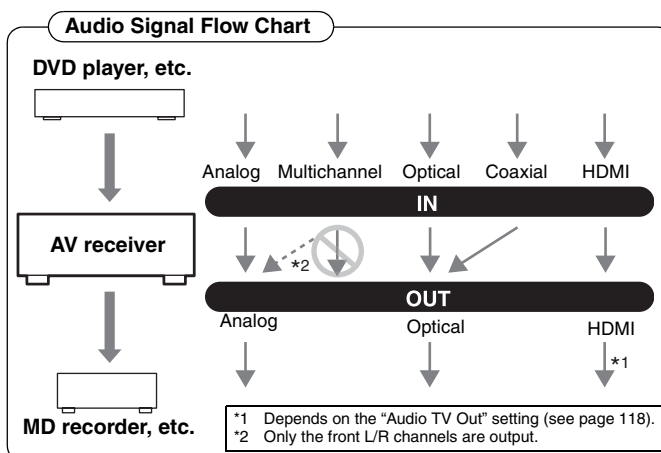 Audio Signal Flow Chart
DVD player, etc.
Analog Multichannel Optical Coaxial HDMI
IN
AV receiver
*2
OUT
Analog Optical HDMI
*1
MD recorder, etc.
*1 Depends on the “Audio TV Out” setting (see page 118).
*2 Only the front L/R channels are output.